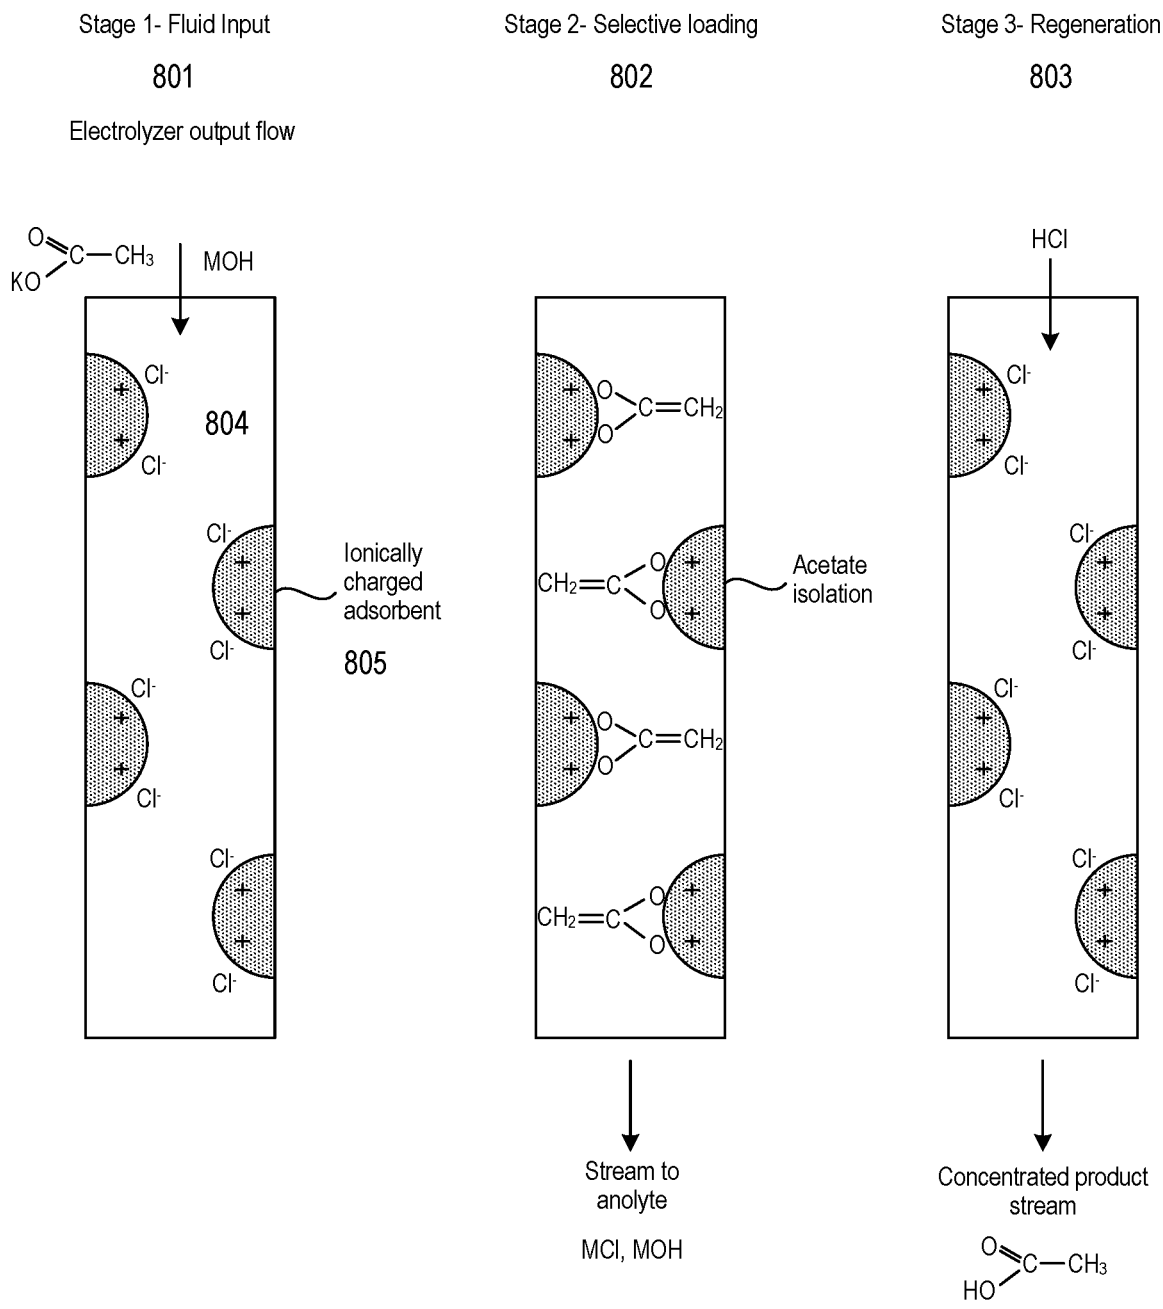 Stage 1- Fluid Input
801
Electrolyzer output flow
O
C
CH₃
KO
MOH
Cl⁻
+
+
Cl⁻
804
Cl⁻
+
+
Cl⁻
Ionically
charged
adsorbent
805
Cl⁻
+
+
Cl⁻
Cl⁻
+
+
Cl⁻
Stage 2- Selective loading
802
+
+
O
O
C=CH₂
CH₂=C
O
O
+
+
Acetate
isolation
+
+
O
O
C=CH₂
CH₂=C
O
O
+
+
Stream to
anolyte
MCl, MOH
Stage 3- Regeneration
803
HCl
Cl⁻
+
+
Cl⁻
Cl⁻
+
+
Cl⁻
Cl⁻
+
+
Cl⁻
Cl⁻
+
+
Cl⁻
Concentrated product
stream
O
C
CH₃
HO